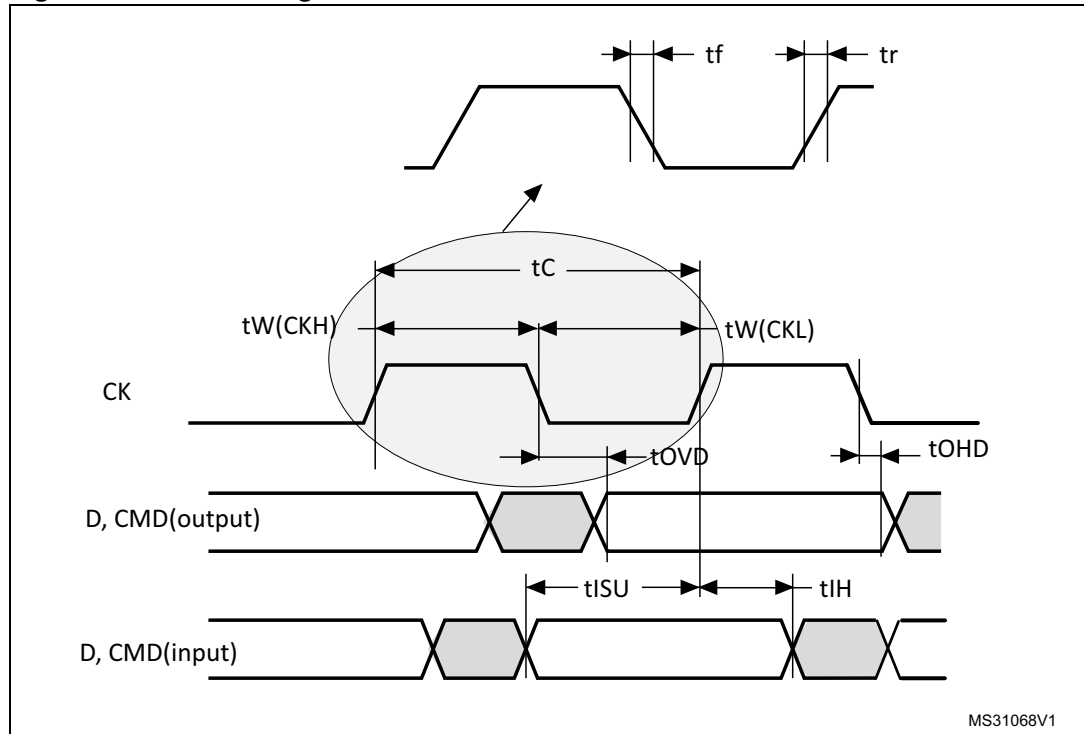 tf
tr
tC
tW(CKH)
tW(CKL)
CK
tOVD
tOHD
D, CMD(output)
tISU
tIH
D, CMD(input)
MS31068V1